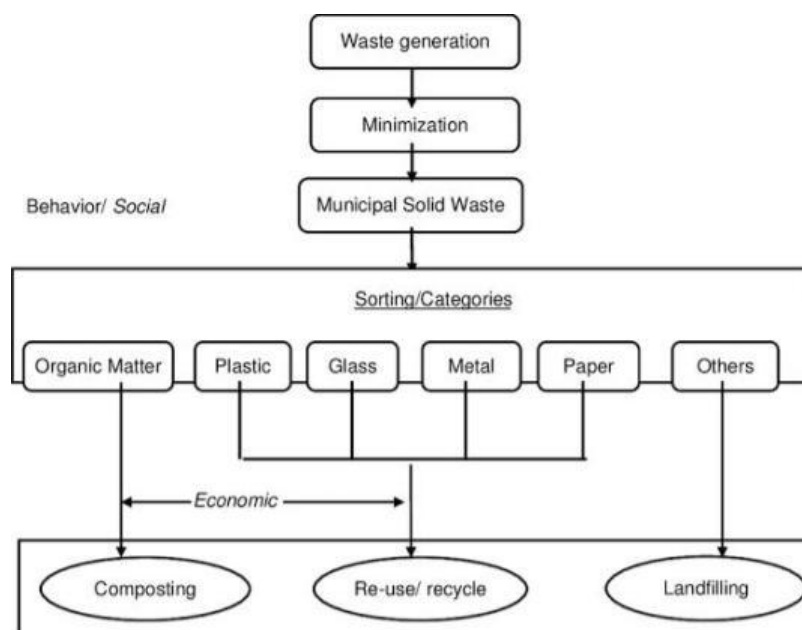 Waste generation
Minimization
Municipal Solid Waste
Behavior/ Social
Sorting/Categories
Organic Matter
Plastic
Glass
Metal
Paper
Others
Economic
Composting
Re-use/ recycle
Landfilling